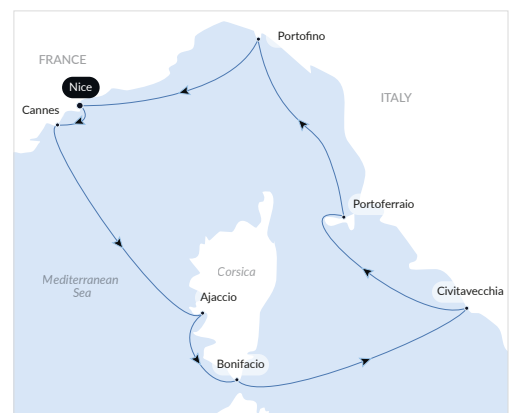 Portofino
FRANCE
Nice
ITALY
Cannes
Portoferraio
Corsica
Mediterranean
Sea
Civitavecchia
Ajaccio
Bonifacio